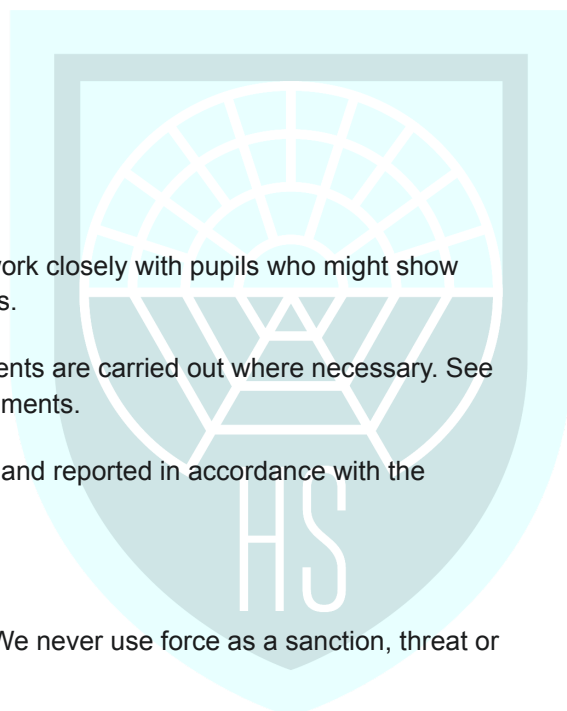 work closely with pupils who might show
s.
ents are carried out where necessary. See
ments.
and reported in accordance with the
HS
We never use force as a sanction, threat or